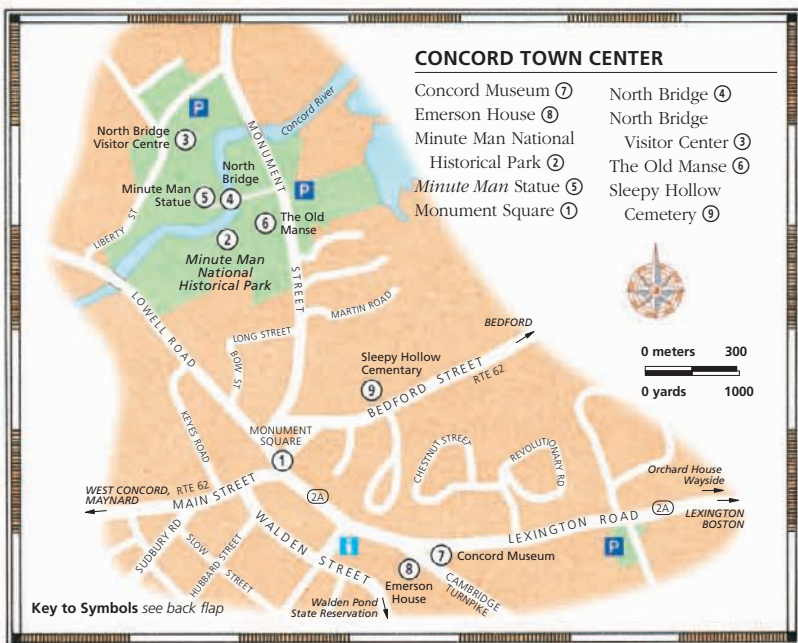 CONCORD TOWN CENTER
Concord Museum 7
Emerson House 8
Minute Man National
Historical Park 2
Minute Man Statue 5
Monument Square 1
North Bridge 4
North Bridge
Visitor Center 3
The Old Manse 6
Sleepy Hollow
Cemetery 9
P
Concord River
MONUMENT
STREET
North Bridge
Visitor Centre
3
North
Bridge
P
Minute Man
Statue
5
4
6
The Old
Manse
2
Minute Man
National
Historical Park
LIBERTY ST
LOWELL ROAD
MARTIN ROAD
LONG STREET
BOW ST
BEDFORD
0 meters 300
0 yards 1000
Sleepy Hollow
Cementary
9
BEDFORD STREET
RTE 62
KEYES ROAD
MONUMENT
SQUARE
1
CHESTNUT STREET
REVOLUTIONARY RD
Orchard House
Wayside
WEST CONCORD,
MAYNARD
RTE 62
MAIN STREET
2A
2A
LEXINGTON
BOSTON
LEXINGTON ROAD
SUDBURY RD
SLOW
STREET
HUBBARD STREET
WALDEN STREET
i
7
Concord Museum
P
8
Emerson
House
CAMBRIDGE
TURNPIKE
Walden Pond
State Reservation
Key to Symbols see back flap